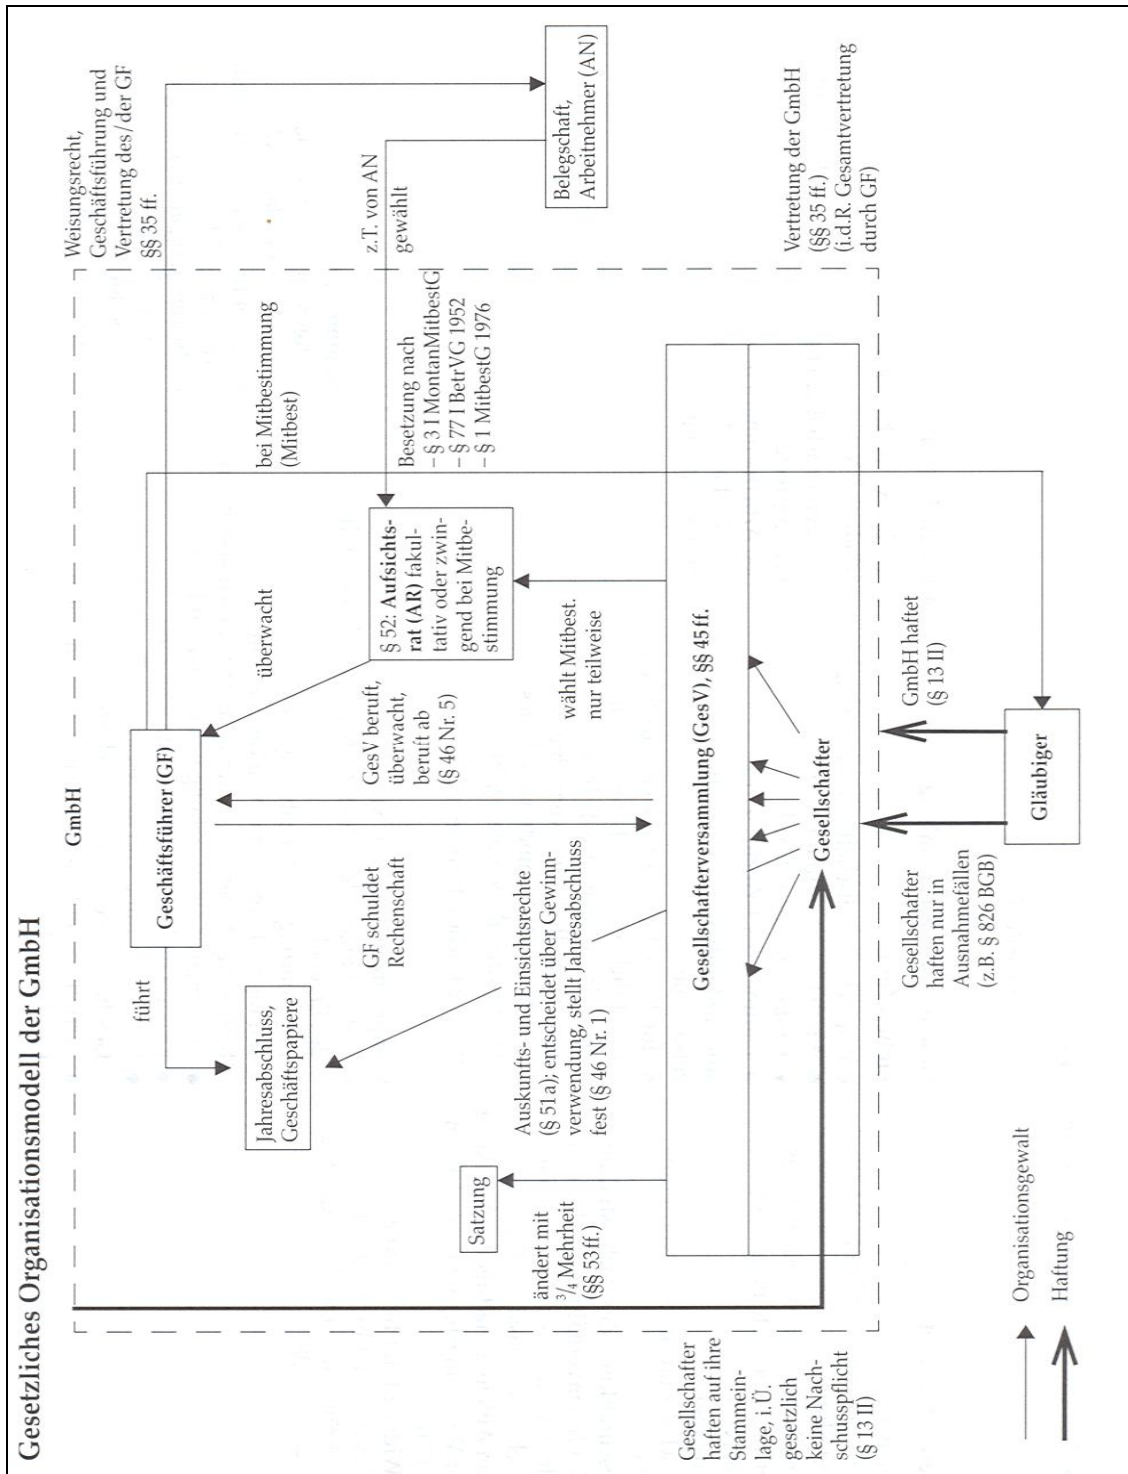 Gesetzliches Organisationsmodell der GmbH
GmbH
Weisungsrecht,
Geschäftsführung und
Vertretung des/der GF
§§ 35 ff.
führt
Geschäftsführer (GF)
überwacht
bei Mitbestimmung
(Mitbest)
Jahresabschluss,
Geschäftspapiere
GF schuldet
Rechenschaft
GesV beruft,
überwacht,
beruft ab
(§ 46 Nr. 5)
§ 52: Aufsichts-
rat (AR) fakul-
tativ oder zwin-
gend bei Mitbe-
stimmung
Besetzung nach
– § 3 I MontanMitbestG
– § 77 I BetrVG 1952
– § 1 MitbestG 1976
z.T. von AN
gewählt
Belegschaft,
Arbeitnehmer (AN)
Satzung
ändert mit
3/4 Mehrheit
(§§ 53 ff.)
Auskunfts- und Einsichtsrechte
(§ 51 a); entscheidet über Gewinn-
verwendung, stellt Jahresabschluss
fest (§ 46 Nr. 1)
wählt Mitbest.
nur teilweise
Gesellschafterversammlung (Ges V), §§ 45 ff.
Gesellschafter
Gesellschafter
haften auf ihre
Stammein-
lage, i.Ü.
gesetzlich
keine Nach-
schusspflicht
(§ 13 II)
Vertretung der GmbH
(§§ 35 ff.)
(i.d.R. Gesamtvertretung
durch GF)
Gesellschafter
haften nur in
Ausnahmefällen
(z.B. § 826 BGB)
GmbH haftet
(§ 13 II)
Gläubiger
Organisationsgewalt
Haftung